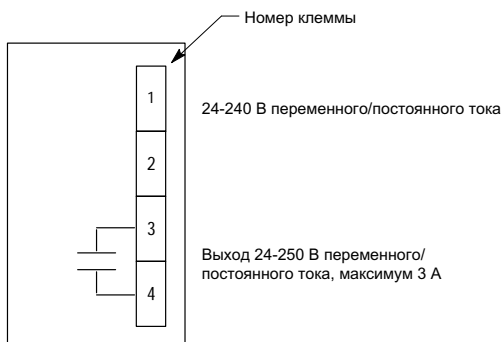 Номер клеммы
1
24-240 В переменного/постоянного тока
2
3
Выход 24-250 В переменного/
постоянного тока, максимум 3 А
4